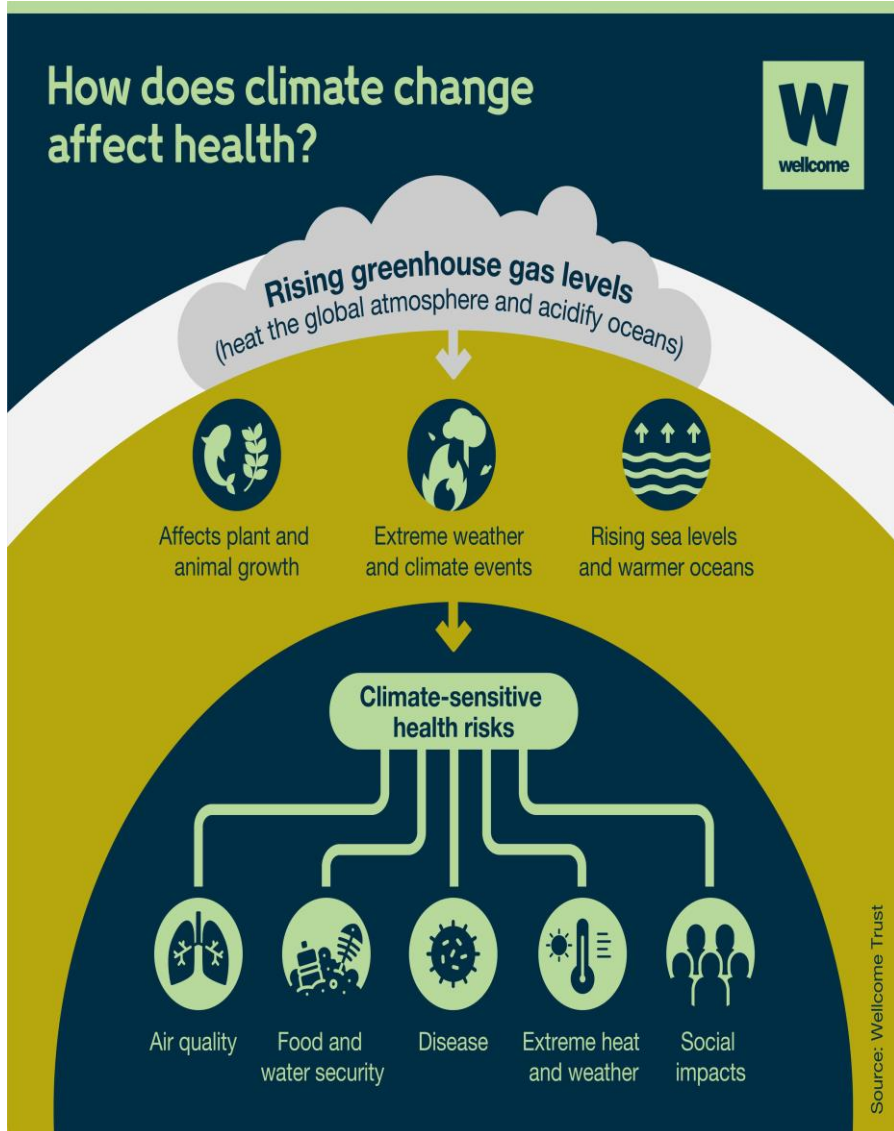 How does climate change
affect health?
W
wellcome
Rising greenhouse gas levels
(heat the global atmosphere and acidify oceans)
Affects plant and
animal growth
Extreme weather
and climate events
Rising sea levels
and warmer oceans
Climate-sensitive
health risks
Air quality
Food and
water security
Disease
Extreme heat
and weather
Social
impacts
Source: Wellcome Trust